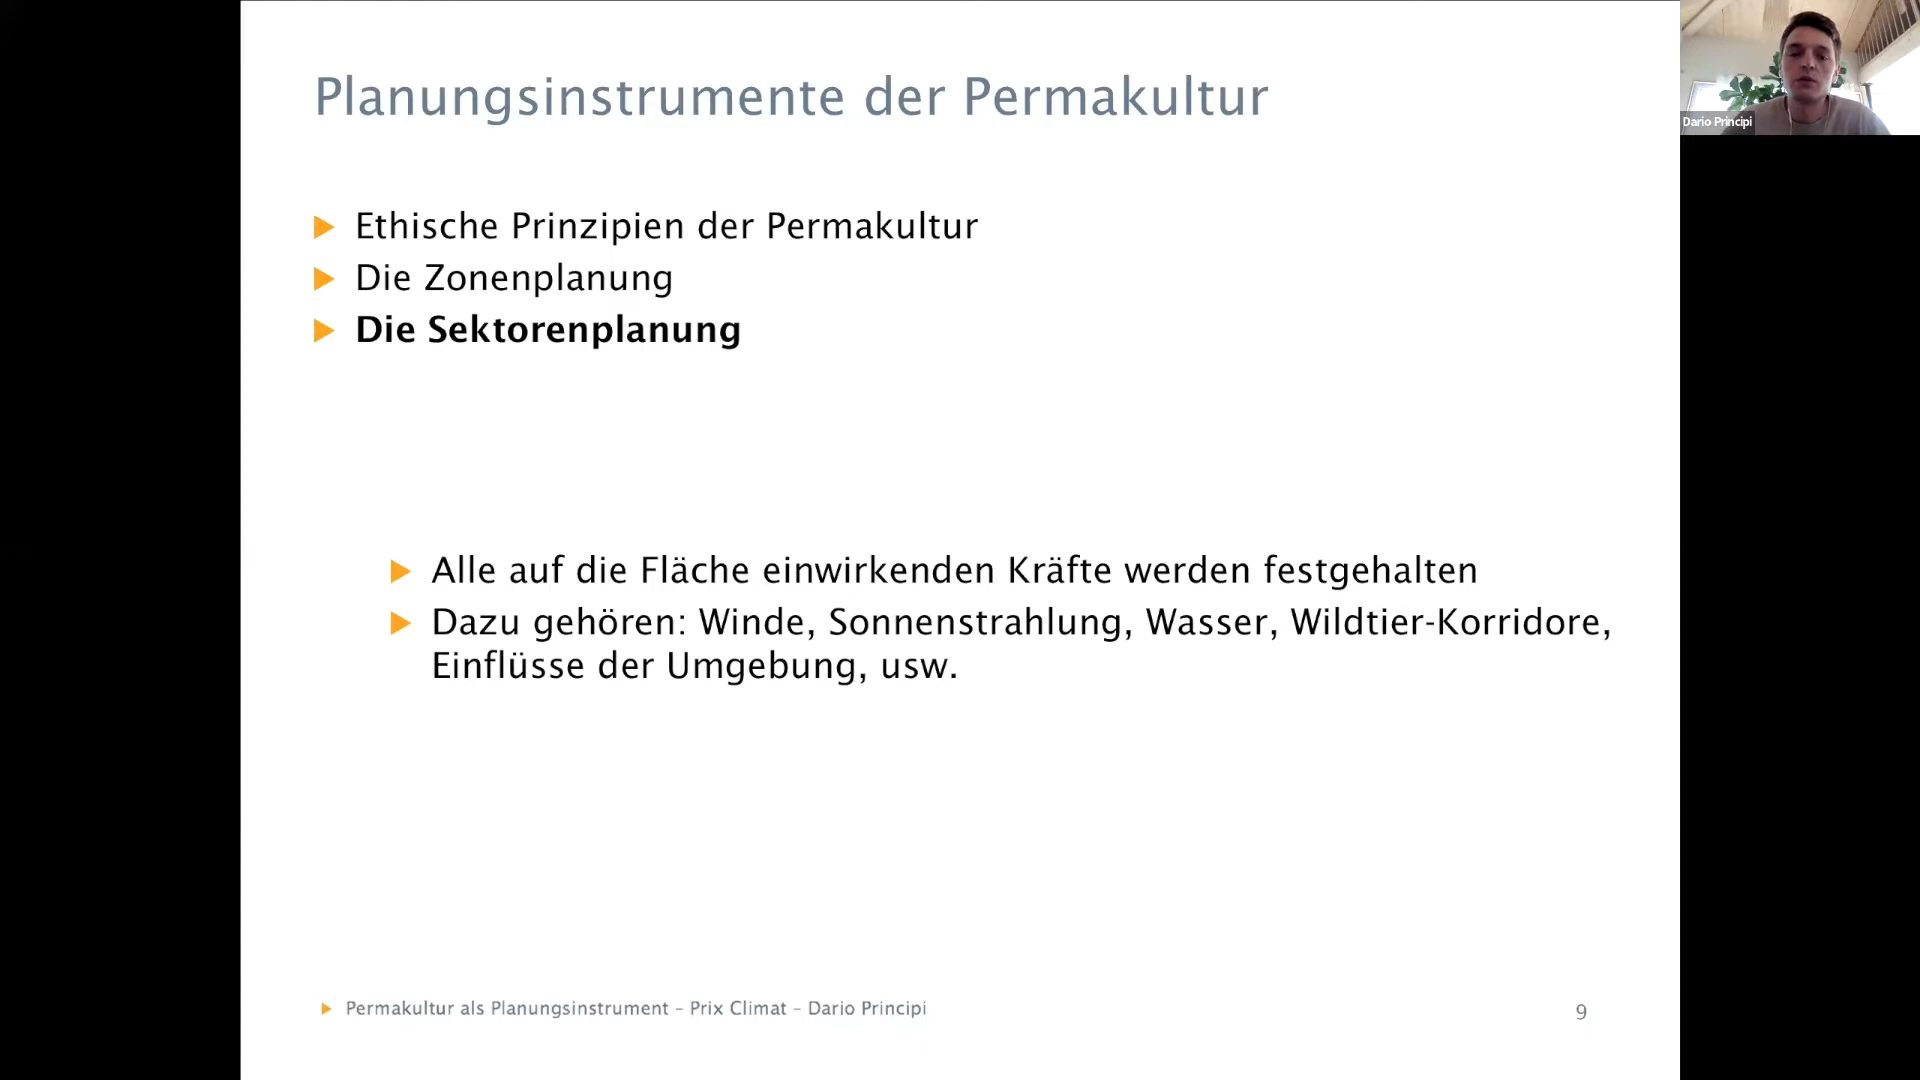 Planungsinstrumente der Permakultur
Dario Principi
Ethische Prinzipien der Permakultur
Die Zonenplanung
Die Sektorenplanung
Alle auf die Fläche einwirkenden Kräfte werden festgehalten
Dazu gehören: Winde, Sonnenstrahlung, Wasser, Wildtier-Korridore,
Einflüsse der Umgebung, usw.
Permakultur als Planungsinstrument – Prix Climat – Dario Principi
9